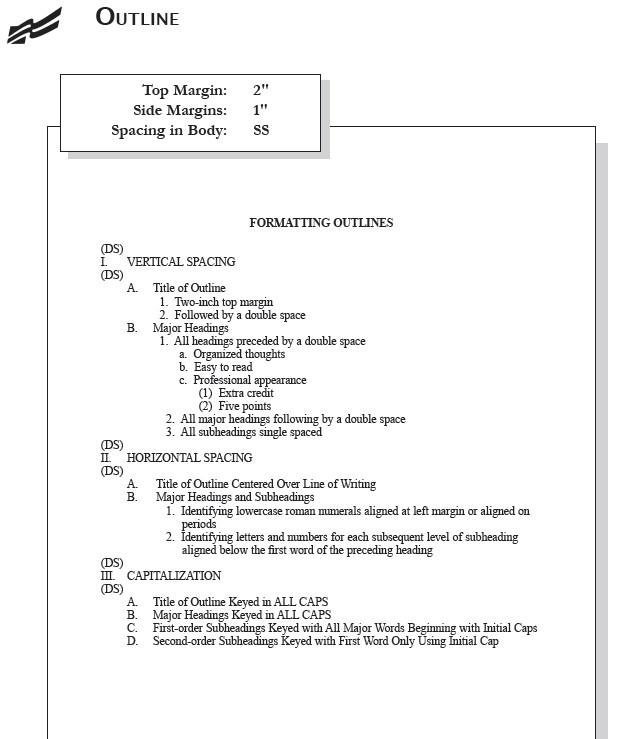 OUTLINE
Top Margin: 2"
Side Margins: 1"
Spacing in Body: SS
FORMATTING OUTLINES
(DS)
I. VERTICAL SPACING
(DS)
A. Title of Outline
1. Two-inch top margin
2. Followed by a double space
B. Major Headings
1. All headings preceded by a double space
a. Organized thoughts
b. Easy to read
c. Professional appearance
(1) Extra credit
(2) Five points
2. All major headings following by a double space
3. All subheadings single spaced
(DS)
II. HORIZONTAL SPACING
(DS)
A. Title of Outline Centered Over Line of Writing
B. Major Headings and Subheadings
1. Identifying lowercase roman numerals aligned at left margin or aligned on
periods
2. Identifying letters and numbers for each subsequent level of subheading
aligned below the first word of the preceding heading
(DS)
III. CAPITALIZATION
(DS)
A. Title of Outline Keyed in ALL CAPS
B. Major Headings Keyed in ALL CAPS
C. First-order Subheadings Keyed with All Major Words Beginning with Initial Caps
D. Second-order Subheadings Keyed with First Word Only Using Initial Cap